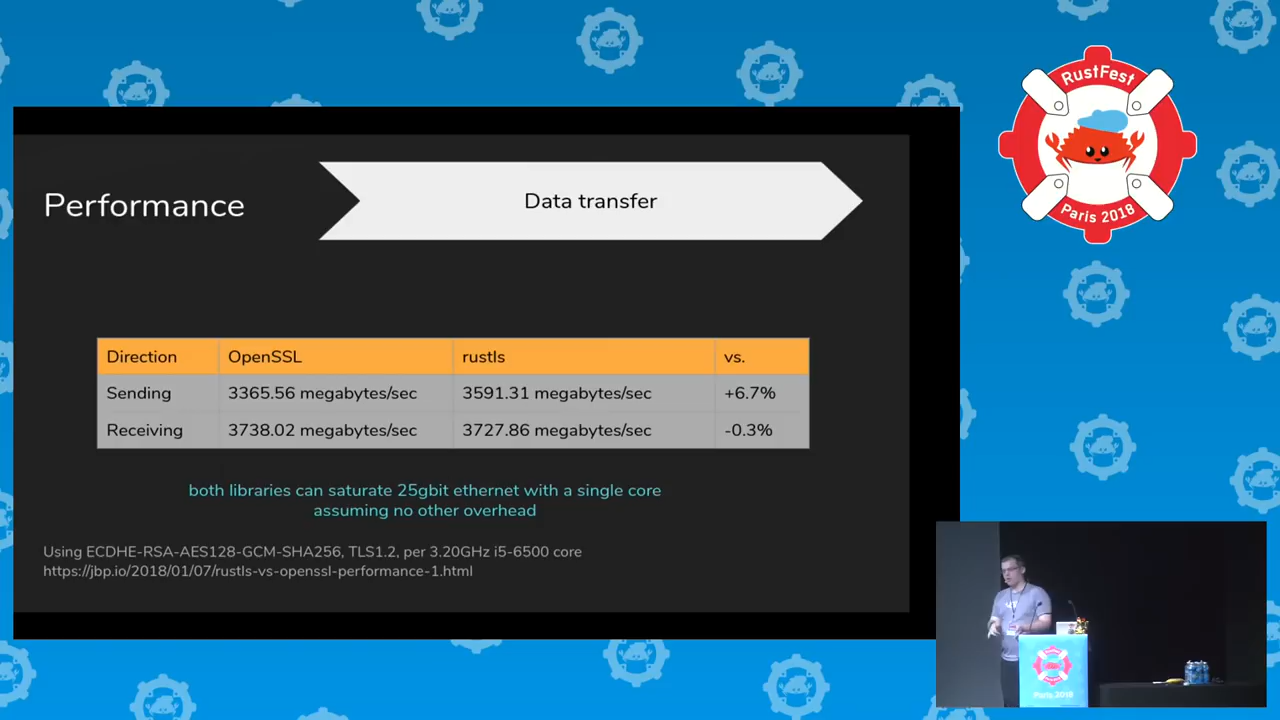 Performance
Data transfer
Direction OpenSSL rustls vs.
Sending 3365.56 megabytes/sec 3591.31 megabytes/sec +6.7%
Receiving 3738.02 megabytes/sec 3727.86 megabytes/sec -0.3%
both libraries can saturate 25gbit ethernet with a single core
assuming no other overhead
Using ECDHE-RSA-AES128-GCM-SHA256, TLS1.2, per 3.20GHz i5-6500 core
https://jbp.io/2018/01/07/rustls-vs-openssl-performance-1.html
RustFest
Paris 2018
Paris 2018